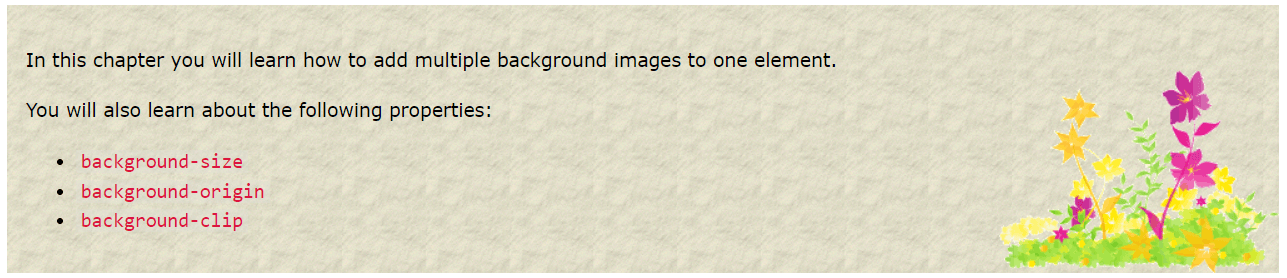 In this chapter you will learn how to add multiple background images to one element.
You will also learn about the following properties:
• background-size
• background-origin
• background-clip